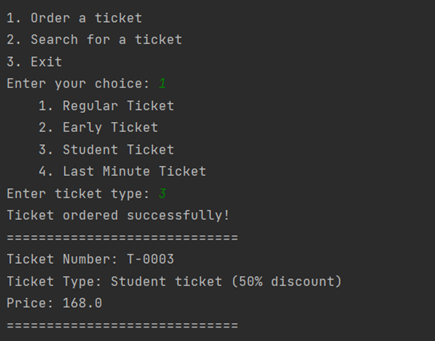 1. Order a ticket
2. Search for a ticket
3. Exit
Enter your choice: 1
    1. Regular Ticket
    2. Early Ticket
    3. Student Ticket
    4. Last Minute Ticket
Enter ticket type: 3
Ticket ordered successfully!
=============================
Ticket Number: T-0003
Ticket Type: Student ticket (50% discount)
Price: 168.0
=============================